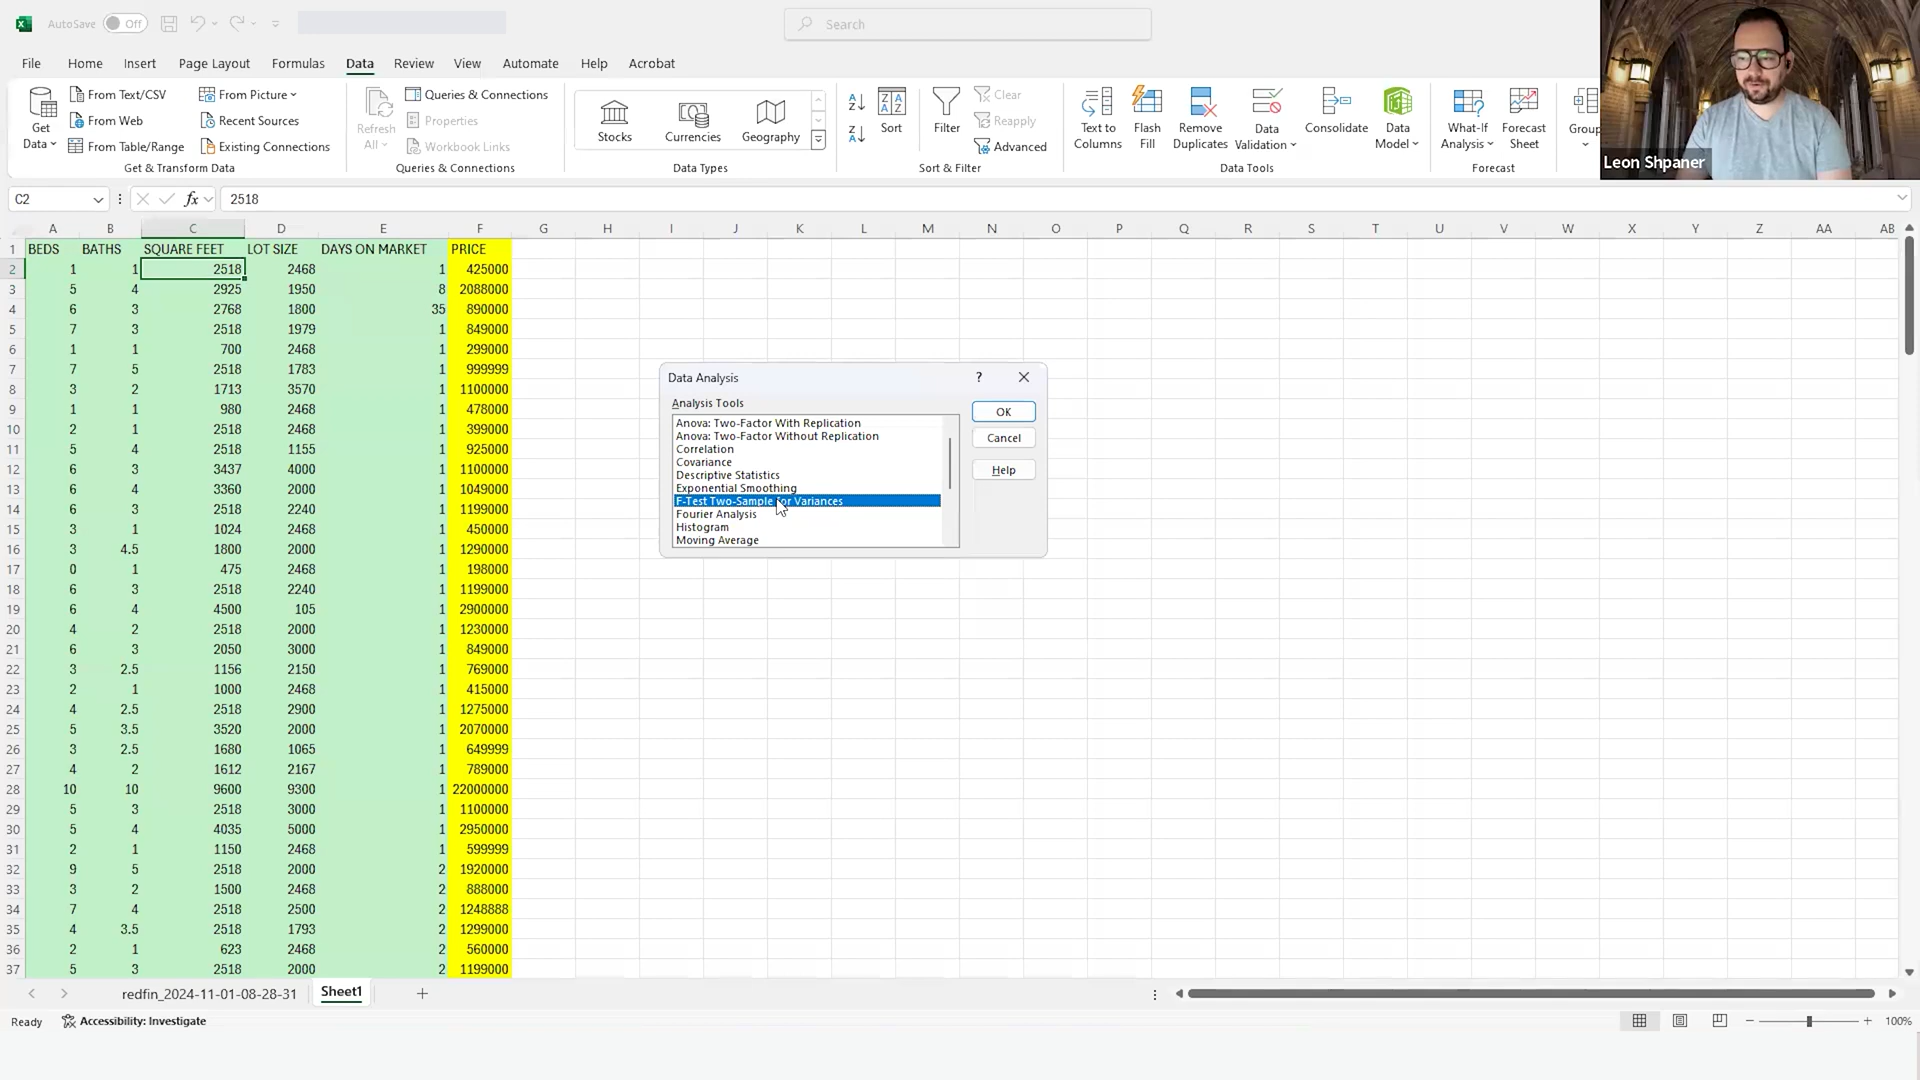 AutoSave Off
Search
File Home Insert Page Layout Formulas Data Review View Automate Help Acrobat
Get Data
From Text/CSV
From Web
From Table/Range
From Picture
Recent Sources
Existing Connections
Get & Transform Data
Refresh All
Queries & Connections
Properties
Workbook Links
Queries & Connections
Stocks
Currencies
Geography
Data Types
Sort
Filter
Clear
Reapply
Advanced
Sort & Filter
Text to Columns
Flash Fill
Remove Duplicates
Data Validation
Consolidate
Data Model
Data Tools
What-If Analysis
Forecast Sheet
Forecast
Group
Leon Shpaner
C2 fx 2518
A B C D E F G H I J K L M N O P Q R S T U V W X Y Z AA AB
1 BEDS BATHS SQUARE FEET LOT SIZE DAYS ON MARKET PRICE
2 1 1 2518 2468 1 425000
3 5 4 2925 1950 8 2088000
4 6 3 2768 1800 35 890000
5 7 3 2518 1979 1 849000
6 1 1 700 2468 1 299000
7 7 5 2518 1783 1 999999
8 3 2 1713 3570 1 1100000
9 1 1 980 2468 1 478000
10 2 1 2518 2468 1 399000
11 5 4 2518 1155 1 925000
12 6 3 3437 4000 1 1100000
13 6 4 3360 2000 1 1049000
14 6 3 2518 2240 1 1199000
15 3 1 1024 2468 1 450000
16 3 4.5 1800 2000 1 1290000
17 0 1 475 2468 1 198000
18 6 3 2518 2240 1 1199000
19 6 4 4500 105 1 2900000
20 4 2 2518 2000 1 1230000
21 6 3 2050 3000 1 849000
22 3 2.5 1156 2150 1 769000
23 2 1 1000 2468 1 415000
24 4 2.5 2518 2900 1 1275000
25 5 3.5 3520 2000 1 2070000
26 3 2.5 1680 1065 1 649999
27 4 2 1612 2167 1 789000
28 10 10 9600 9300 1 22000000
29 5 3 2518 3000 1 1100000
30 5 4 4035 5000 1 2950000
31 2 1 1150 2468 1 599999
32 9 5 2518 2000 2 1920000
33 3 2 1500 2468 2 888000
34 7 4 2518 2500 2 1248888
35 4 3.5 2518 1793 2 1299000
36 2 1 623 2468 2 560000
37 5 3 2518 2000 2 1199000
Data Analysis ?
Analysis Tools
Anova: Two-Factor With Replication
Anova: Two-Factor Without Replication
Correlation
Covariance
Descriptive Statistics
Exponential Smoothing
F-Test Two-Sample for Variances
Fourier Analysis
Histogram
Moving Average
OK
Cancel
Help
redfin_2024-11-01-08-28-31 Sheet1
Ready Accessibility: Investigate 100%